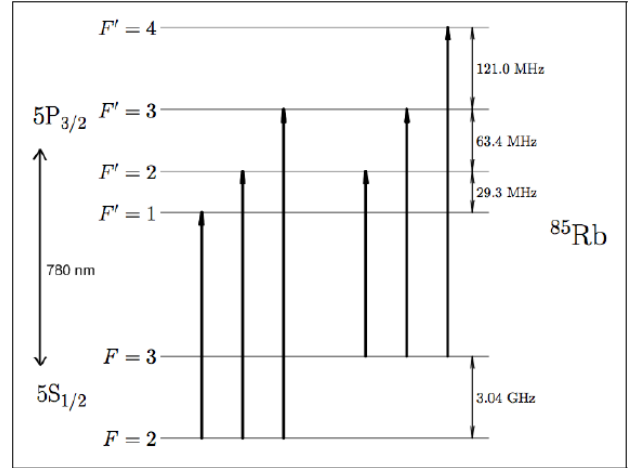 F′ = 4
121.0 MHz
5P3/2
F′ = 3
63.4 MHz
F′ = 2
29.3 MHz
F′ = 1
85Rb
780 nm
F = 3
5S1/2
3.04 GHz
F = 2